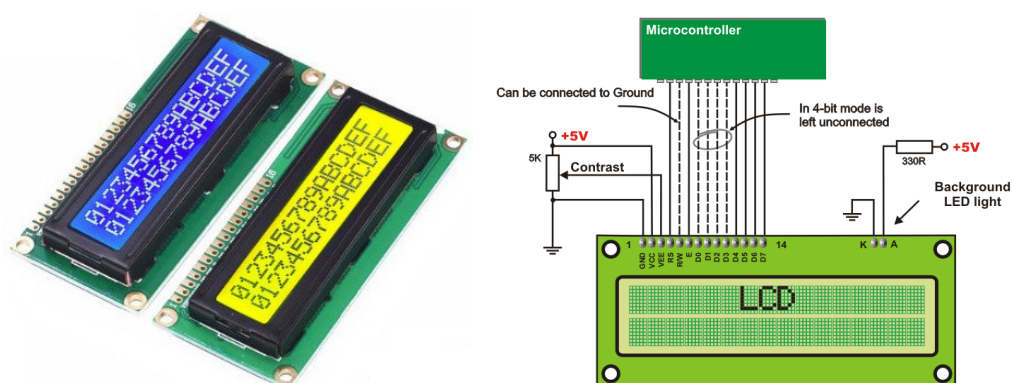 0123456789ABCDEF
0123456789ABCDEF
16
0123456789ABCDEF
0123456789ABCDEF
16
Microcontroller
Can be connected to Ground
In 4-bit mode is
left unconnected
+5V
5K
Contrast
+5V
330R
Background
LED light
1
14
K
A
GND
VCC
VEE
RS
R/W
E
D0
D1
D2
D3
D4
D5
D6
D7
LCD